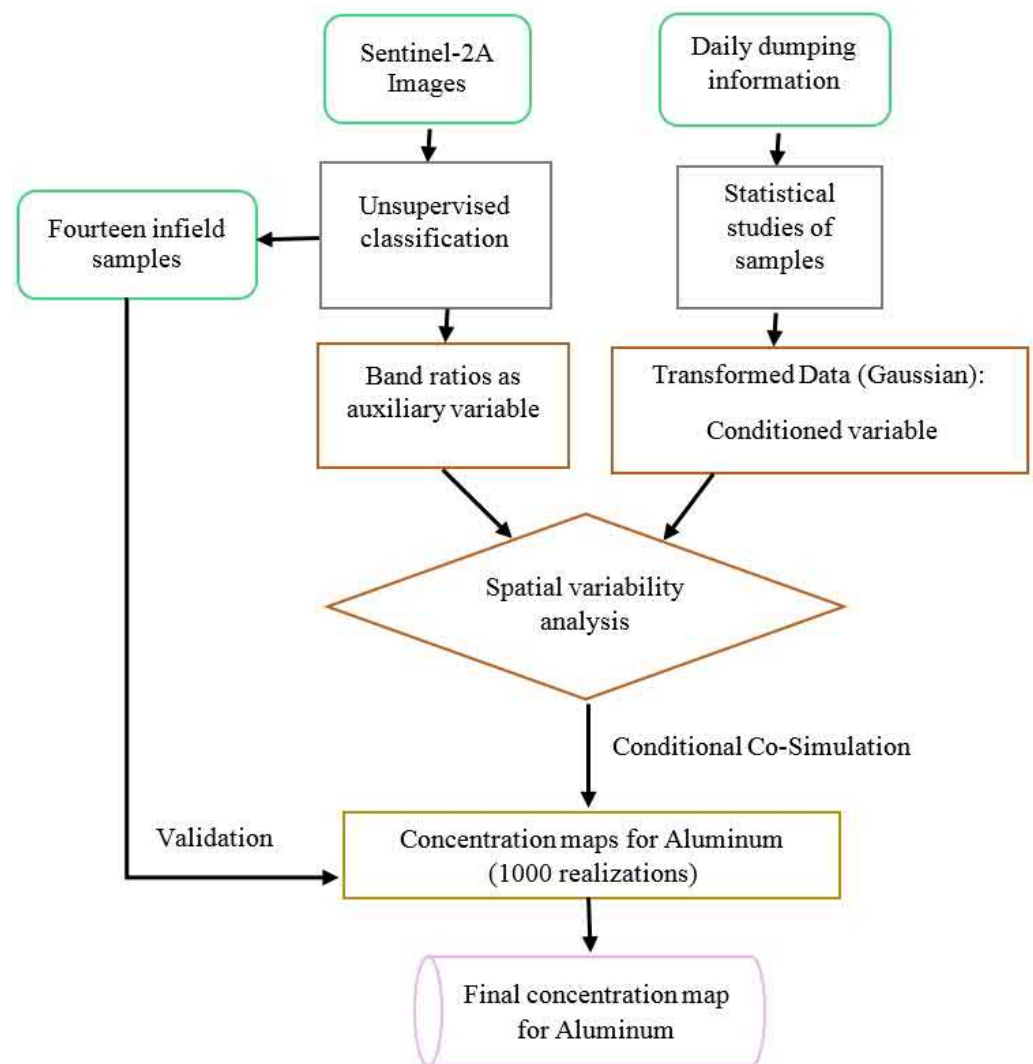 Sentinel-2A
Images
Daily dumping
information
Unsupervised
classification
Statistical
studies of
samples
Fourteen infield
samples
Band ratios as
auxiliary variable
Transformed Data (Gaussian):
Conditioned variable
Spatial variability
analysis
Conditional Co-Simulation
Validation
Concentration maps for Aluminum
(1000 realizations)
Final concentration map
for Aluminum